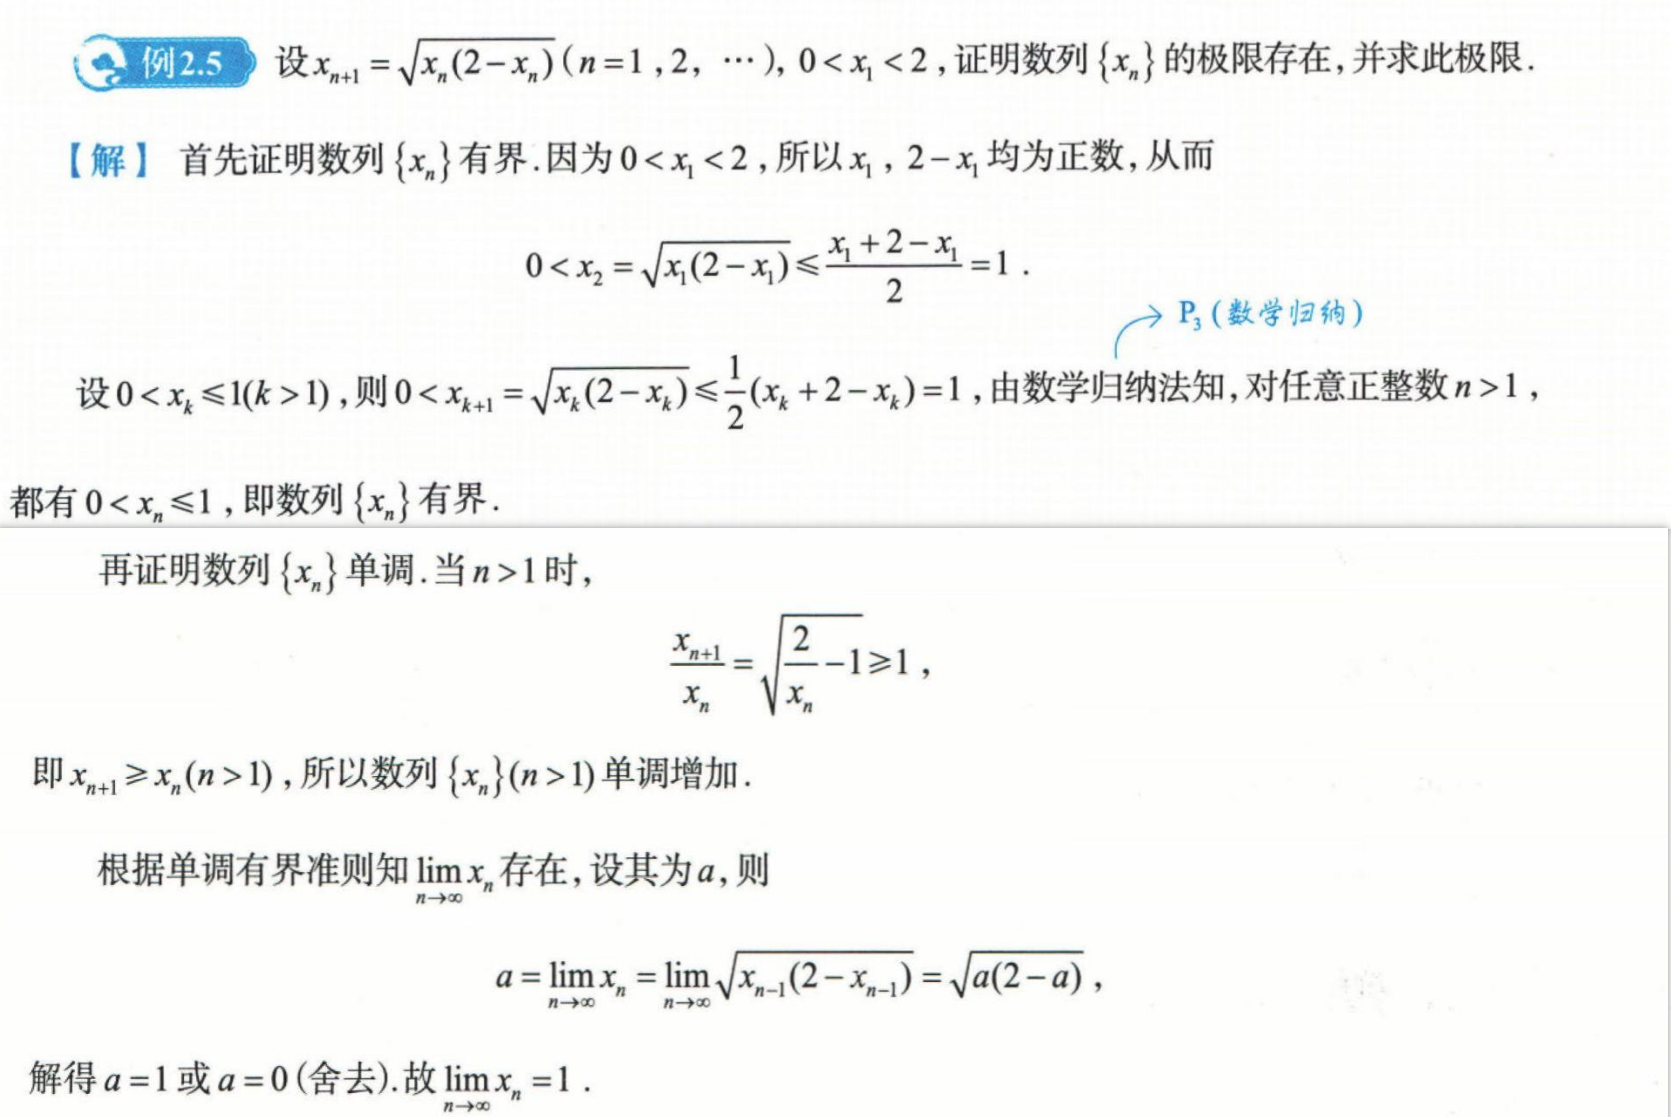 例2.5 设 $x_{n+1}=\sqrt{x_n(2-x_n)}$ (n=1,2,…), $0<x_1<2$,证明数列 $\{x_n\}$ 的极限存在,并求此极限.
【解】 首先证明数列 $\{x_n\}$ 有界.因为 $0<x_1<2$,所以 $x_1$,$2-x_1$ 均为正数,从而
$0<x_2=\sqrt{x_1(2-x_1)}\leqslant\frac{x_1+2-x_1}{2}=1$.
P₃(数学归纳)
设 $0<x_k\leqslant 1(k>1)$,则 $0<x_{k+1}=\sqrt{x_k(2-x_k)}\leqslant\frac{1}{2}(x_k+2-x_k)=1$,由数学归纳法知,对任意正整数 $n>1$,
都有 $0<x_n\leqslant 1$,即数列 $\{x_n\}$ 有界.
再证明数列 $\{x_n\}$ 单调.当 $n>1$ 时,
$\frac{x_{n+1}}{x_n}=\sqrt{\frac{2}{x_n}-1}\geqslant 1$,
即 $x_{n+1}\geqslant x_n(n>1)$,所以数列 $\{x_n\}(n>1)$ 单调增加.
根据单调有界准则知 $\lim_{n\to\infty}x_n$ 存在,设其为 a,则
$a=\lim_{n\to\infty}x_n=\lim_{n\to\infty}\sqrt{x_{n-1}(2-x_{n-1})}=\sqrt{a(2-a)}$,
解得 $a=1$ 或 $a=0$(舍去).故 $\lim_{n\to\infty}x_n=1$.